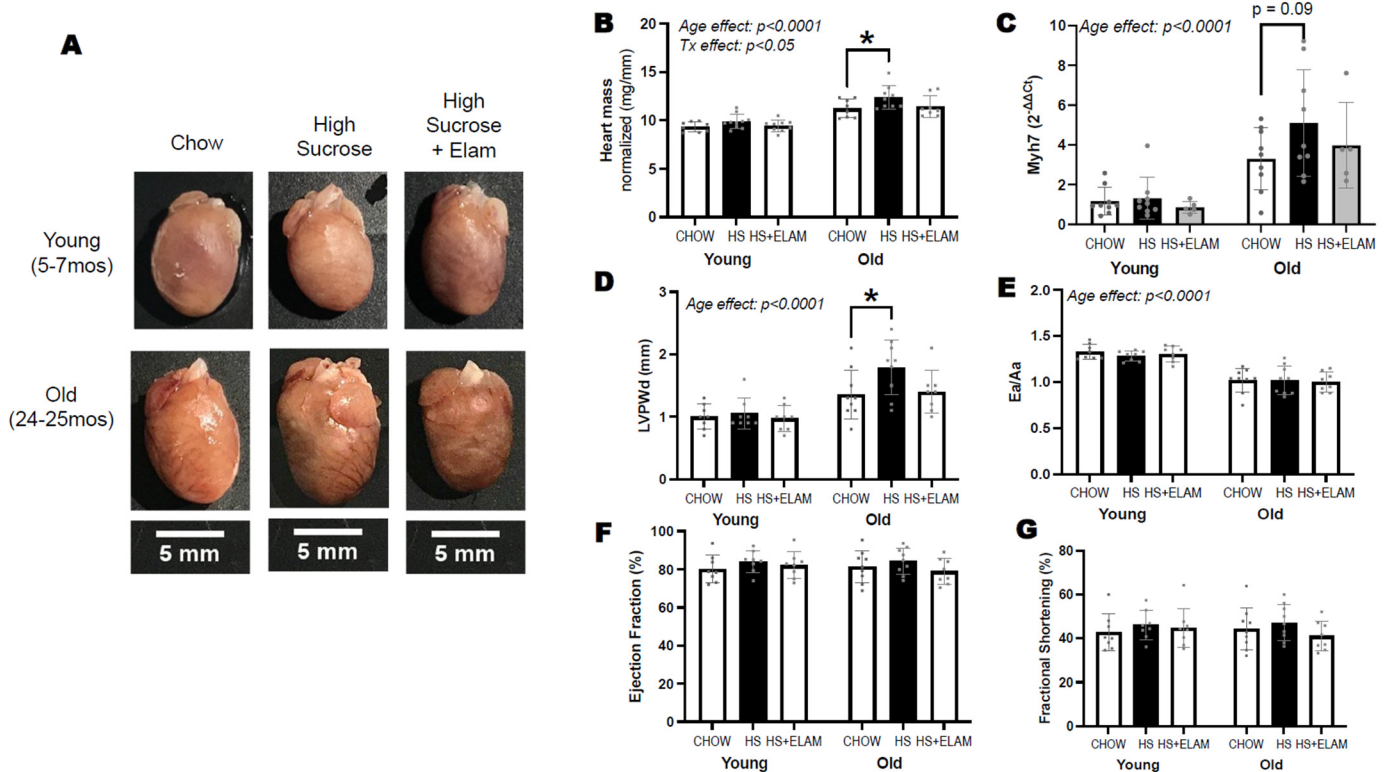 A
Chow
High
Sucrose
High
Sucrose
+ Elam
Young
(5-7mos)
Old
(24-25mos)
5 mm
5 mm
5 mm
B
Age effect: p<0.0001
Tx effect: p<0.05
*
Heart mass
normalized (mg/mm)
20
15
10
5
0
CHOW HS HS+ELAM CHOW HS HS+ELAM
Young Old
C
Age effect: p<0.0001
p = 0.09
Myh7 (2^-ΔΔCt)
10
8
6
4
2
0
CHOW HS HS+ELAM CHOW HS HS+ELAM
Young Old
D
Age effect: p<0.0001
*
LVPWd (mm)
3
2
1
0
CHOW HS HS+ELAM CHOW HS HS+ELAM
Young Old
E
Age effect: p<0.0001
Ea/Aa
2.0
1.5
1.0
0.5
0.0
CHOW HS HS+ELAM CHOW HS HS+ELAM
Young Old
F
Ejection Fraction (%)
100
80
60
40
20
0
CHOW HS HS+ELAM CHOW HS HS+ELAM
Young Old
G
Fractional Shortening (%)
80
60
40
20
0
CHOW HS HS+ELAM CHOW HS HS+ELAM
Young Old